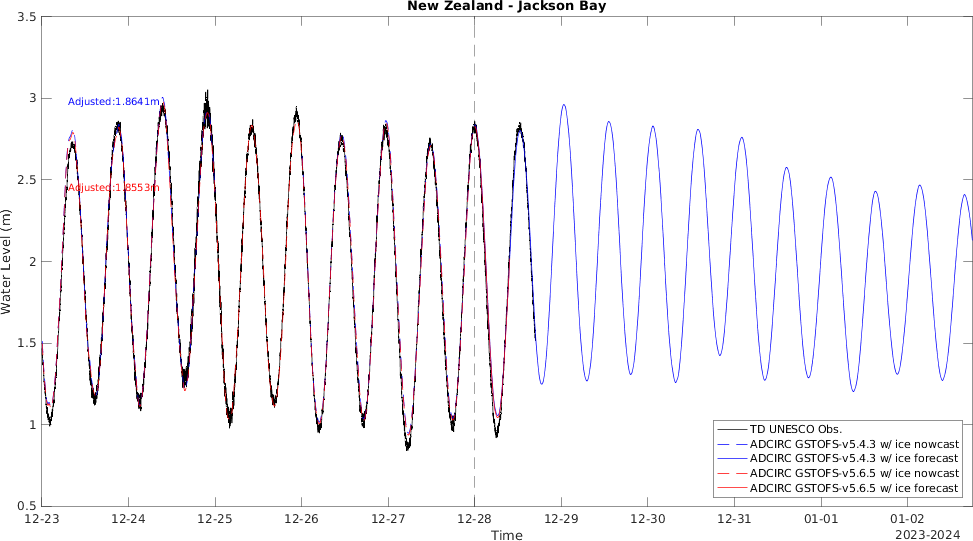 New Zealand - Jackson Bay
3.5
3
2.5
2
1.5
1
0.5
Water Level (m)
Adjusted:1.8641m
Adjusted:1.8553m
TD UNESCO Obs.
ADCIRC GSTOFS-v5.4.3 w/ ice nowcast
ADCIRC GSTOFS-v5.4.3 w/ ice forecast
ADCIRC GSTOFS-v5.6.5 w/ ice nowcast
ADCIRC GSTOFS-v5.6.5 w/ ice forecast
12-23 12-24 12-25 12-26 12-27 12-28 12-29 12-30 12-31 01-01 01-02
Time
2023-2024